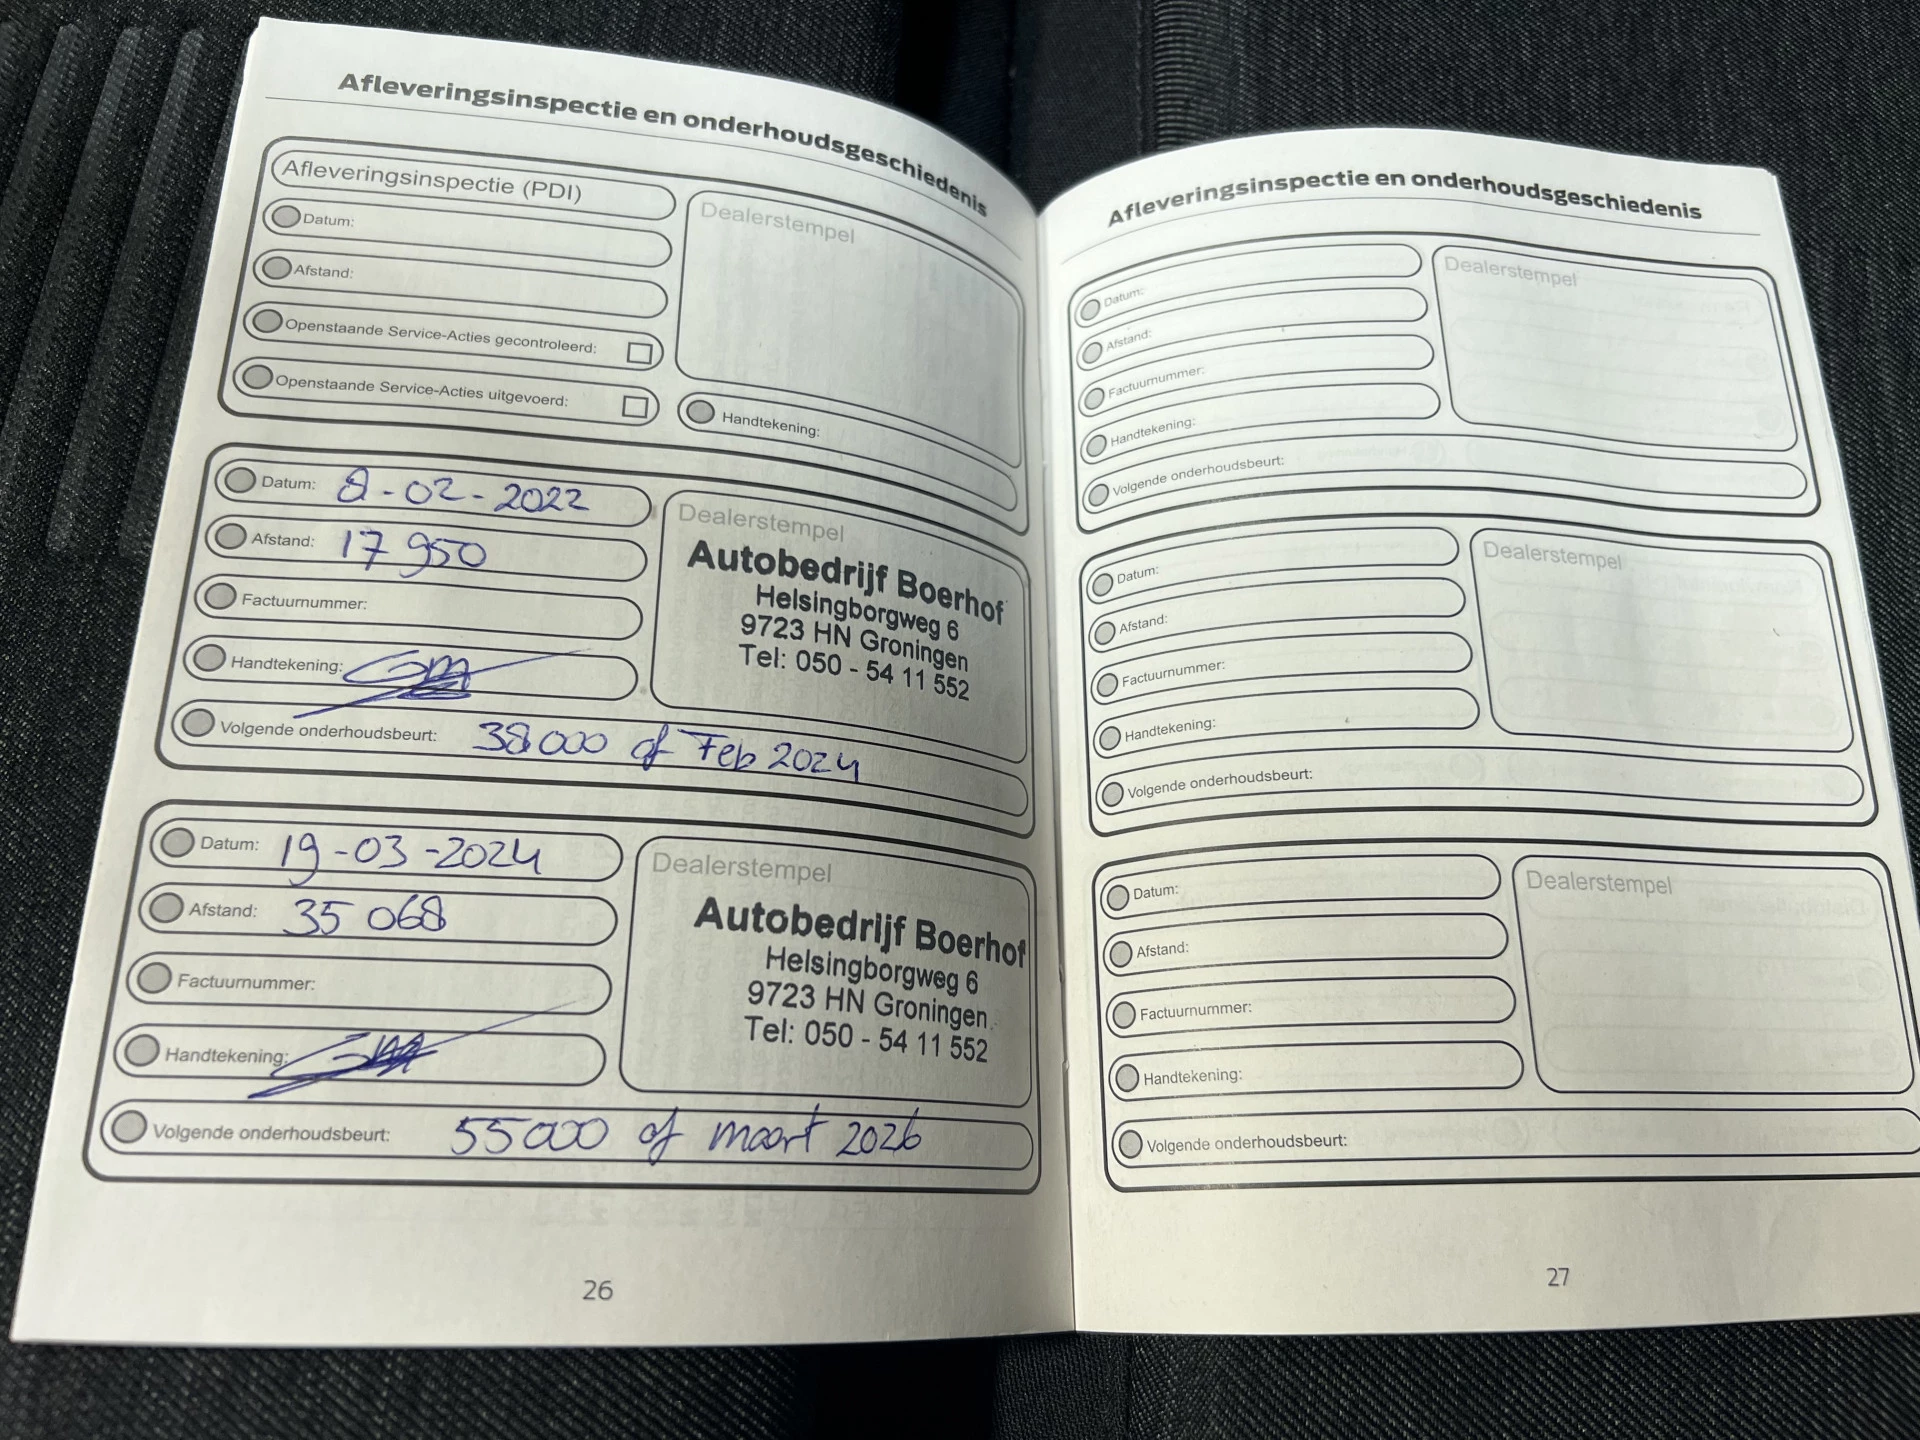 Afleveringsinspectie en onderhoudsgeschiedenis
Afleveringsinspectie (PDI)
Datum:
Afstand:
Openstaande Service-Acties gecontroleerd:
Openstaande Service-Acties uitgevoerd:
Dealerstempel
Handtekening:
Datum: 8-02-2022
Afstand: 17 950
Factuurnummer:
Handtekening:
Volgende onderhoudsbeurt: 38000 of Feb 2024
Dealerstempel
Autobedrijf Boerhof
Helsingborgweg 6
9723 HN Groningen
Tel: 050 - 54 11 552
Datum: 19-03-2024
Afstand: 35 068
Factuurnummer:
Handtekening:
Volgende onderhoudsbeurt: 55000 of maart 2026
Dealerstempel
Autobedrijf Boerhof
Helsingborgweg 6
9723 HN Groningen
Tel: 050 - 54 11 552
26
Afleveringsinspectie en onderhoudsgeschiedenis
Datum:
Afstand:
Factuurnummer:
Handtekening:
Volgende onderhoudsbeurt:
Dealerstempel
Datum:
Afstand:
Factuurnummer:
Handtekening:
Volgende onderhoudsbeurt:
Dealerstempel
Datum:
Afstand:
Factuurnummer:
Handtekening:
Volgende onderhoudsbeurt:
Dealerstempel
27